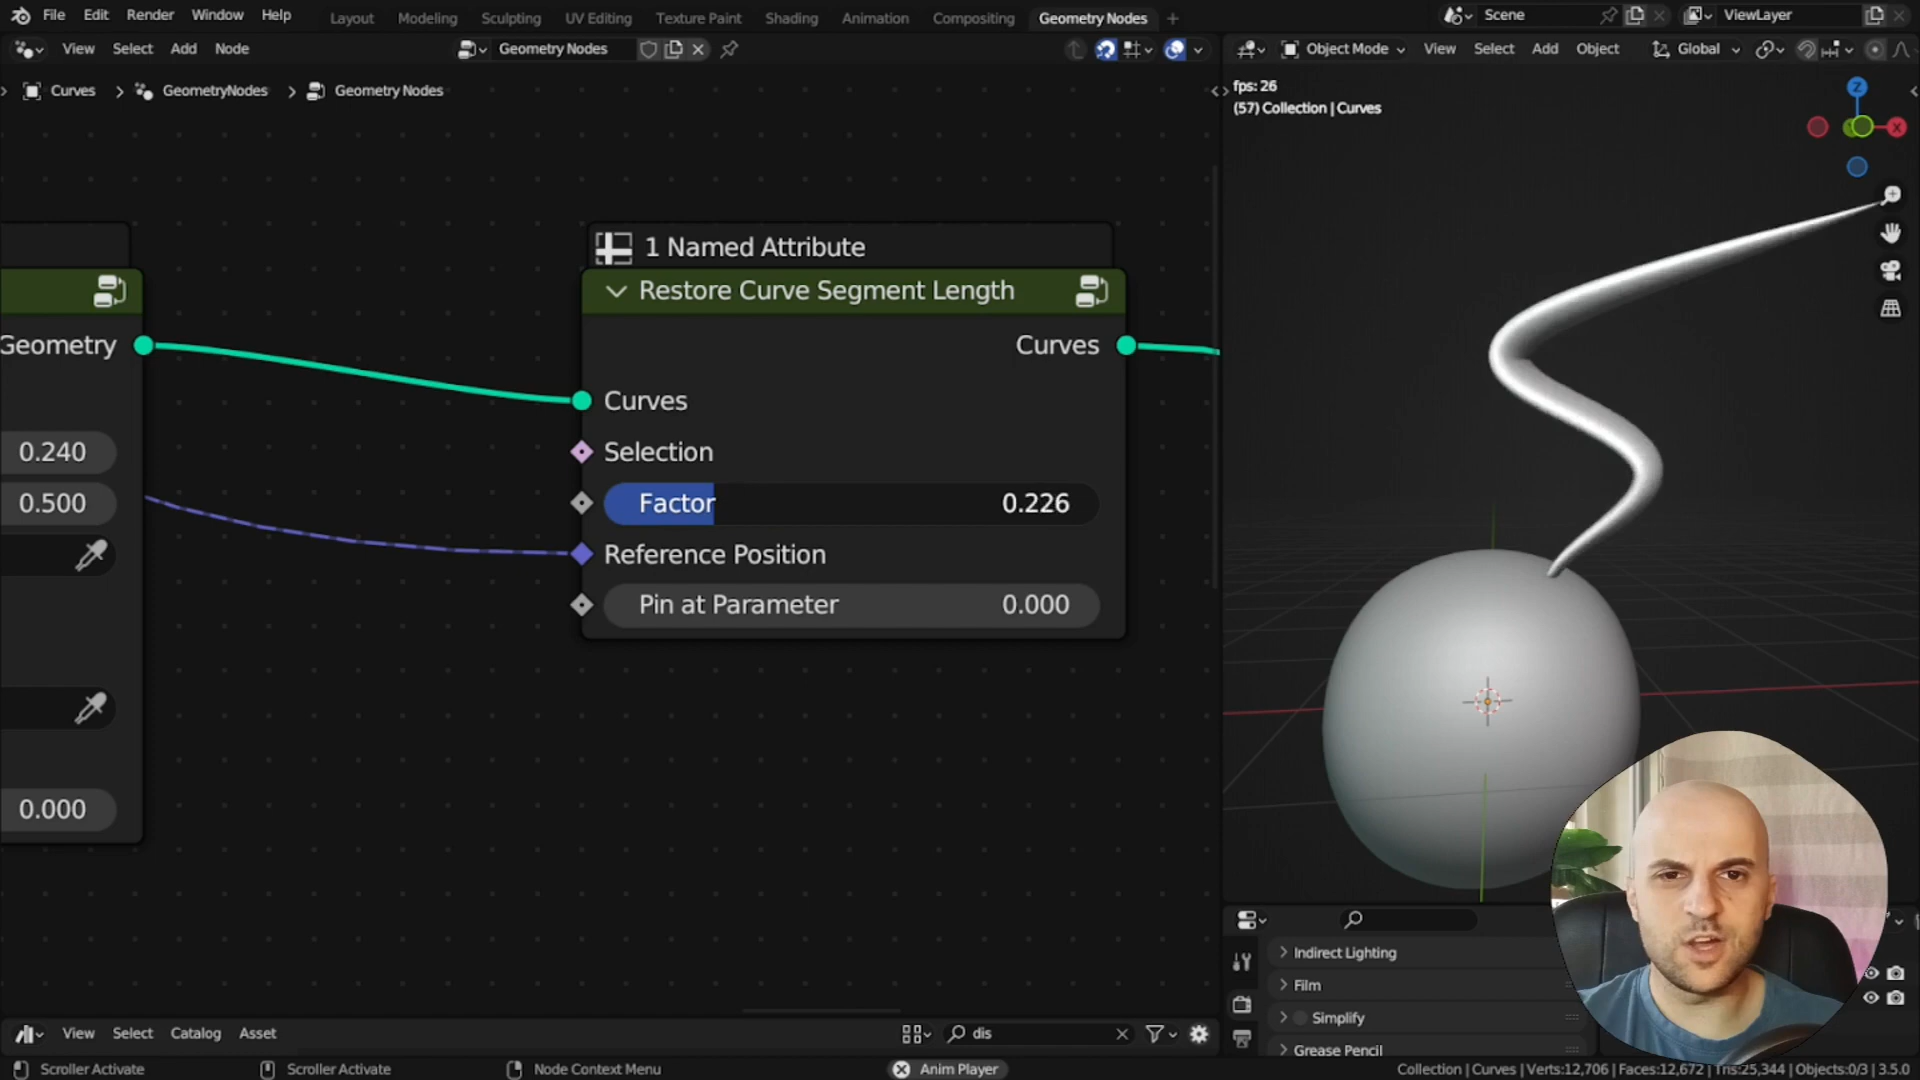 File Edit Render Window Help Layout Modeling Sculpting UV Editing Texture Paint Shading Animation Compositing Geometry Nodes + Scene ViewLayer
View Select Add Node Geometry Nodes Object Mode View Select Add Object Global
Curves > GeometryNodes > Geometry Nodes
fps: 26
(57) Collection | Curves
Z
X
1 Named Attribute
Restore Curve Segment Length
Geometry
Curves
Curves
0.240
Selection
0.500
Factor 0.226
Reference Position
Pin at Parameter 0.000
0.000
Indirect Lighting
Film
Simplify
Grease Pencil
View Select Catalog Asset dis
Scroller Activate Scroller Activate Node Context Menu Anim Player Collection | Curves | Verts:12,706 | Faces:12,672 | Tris:25,344 | Objects:0/3 | 3.5.0